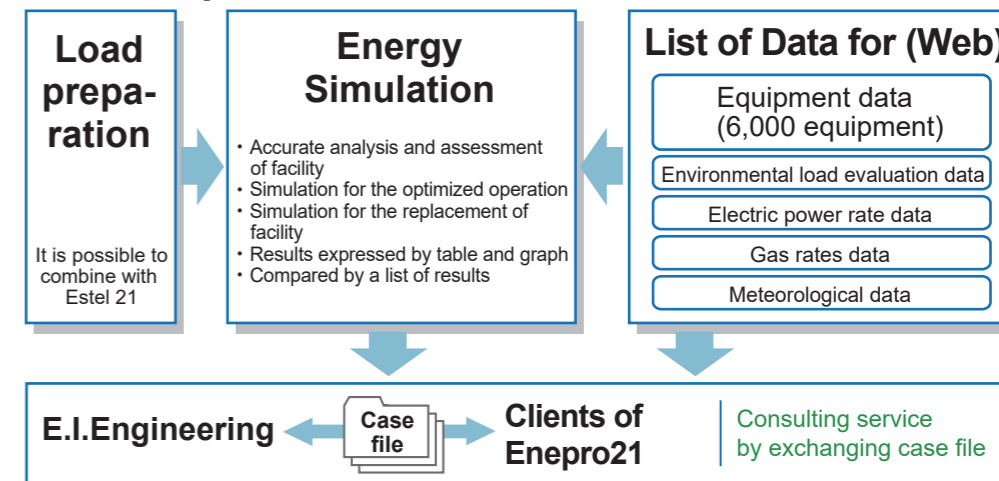 Load
prepa-
ration
It is possible to
combine with
Estel 21
Energy
Simulation
・Accurate analysis and assessment
of facility
・Simulation for the optimized operation
・Simulation for the replacement of
facility
・Results expressed by table and graph
・Compared by a list of results
List of Data for (Web)
Equipment data
(6,000 equipment)
Environmental load evaluation data
Electric power rate data
Gas rates data
Meteorological data
E.I.Engineering
Case
file
Clients of
Enepro21
Consulting service
by exchanging case file